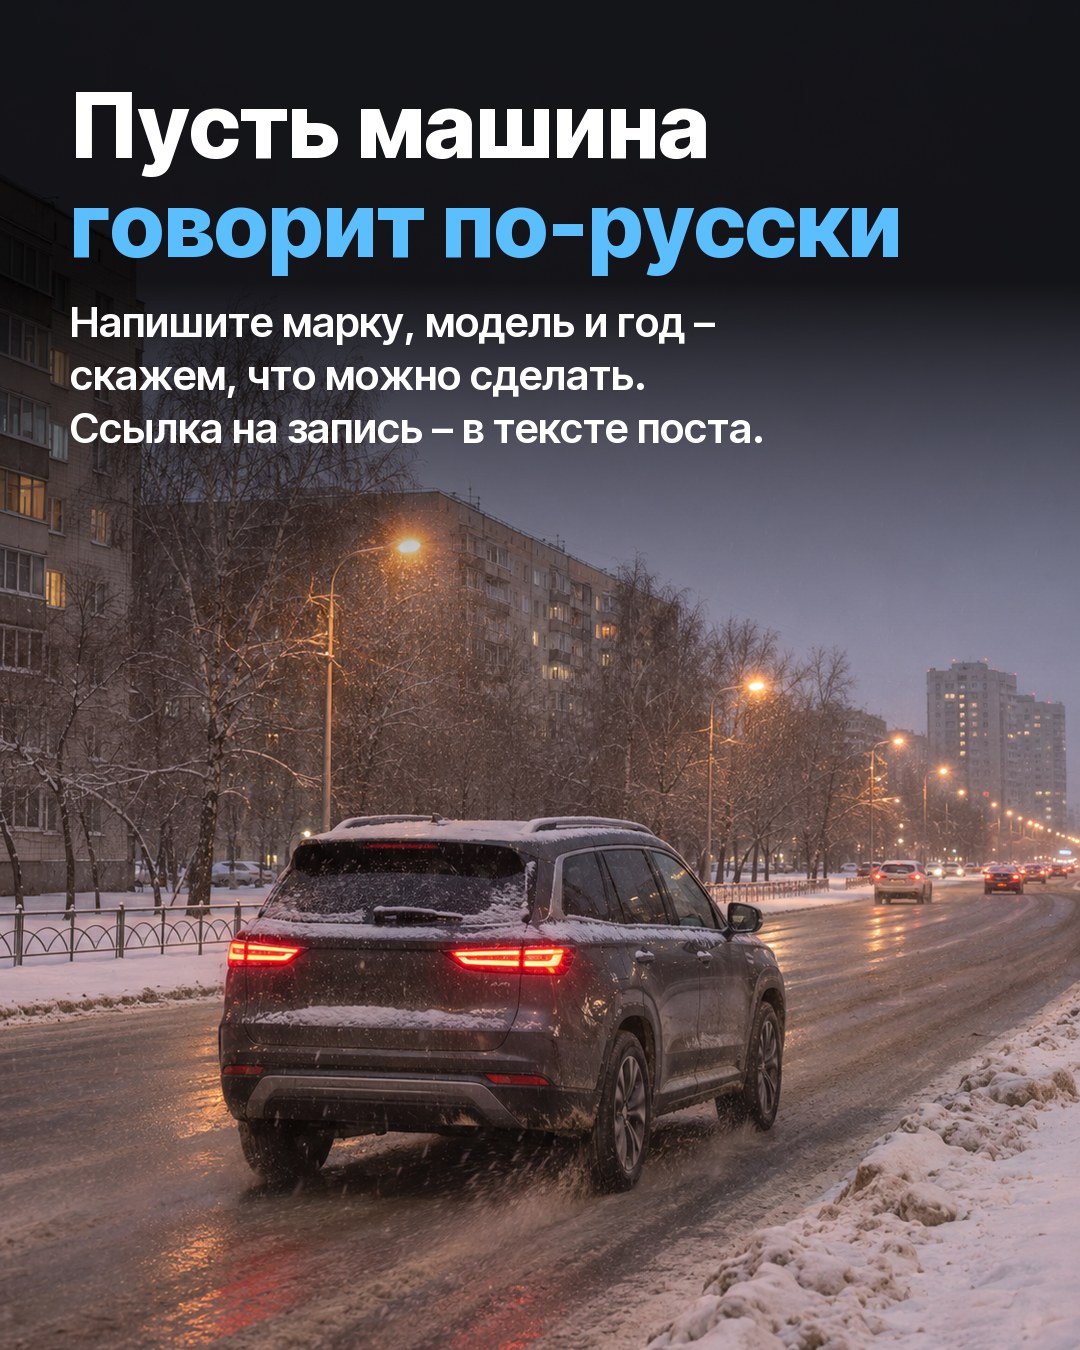 Пусть машина
говорит по-русски
Напишите марку, модель и год –
скажем, что можно сделать.
Ссылка на запись – в тексте поста.